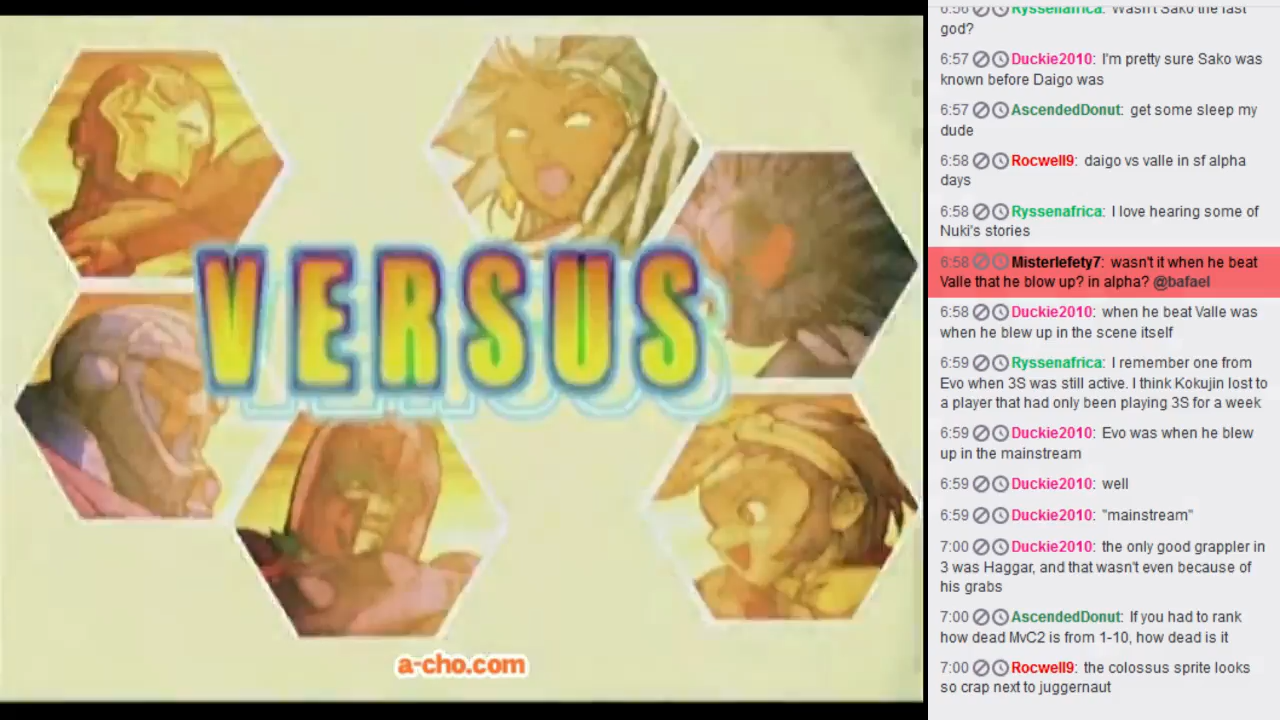 VERSUS
a-cho.com
6:56 Ryssenafrica: Wasn't Sako the last
god?
6:57 Duckie2010: I'm pretty sure Sako was
known before Daigo was
6:57 AscendedDonut: get some sleep my
dude
6:58 Rocwell9: daigo vs valle in sf alpha
days
6:58 Ryssenafrica: I love hearing some of
Nuki's stories
6:58 Misterlefety7: wasn't it when he beat
Valle that he blow up? in alpha? @bafael
6:58 Duckie2010: when he beat Valle was
when he blew up in the scene itself
6:59 Ryssenafrica: I remember one from
Evo when 3S was still active. I think Kokujin lost to
a player that had only been playing 3S for a week
6:59 Duckie2010: Evo was when he blew
up in the mainstream
6:59 Duckie2010: well
6:59 Duckie2010: "mainstream"
7:00 Duckie2010: the only good grappler in
3 was Haggar, and that wasn't even because of
his grabs
7:00 AscendedDonut: If you had to rank
how dead MvC2 is from 1-10, how dead is it
7:00 Rocwell9: the colossus sprite looks
so crap next to juggernaut